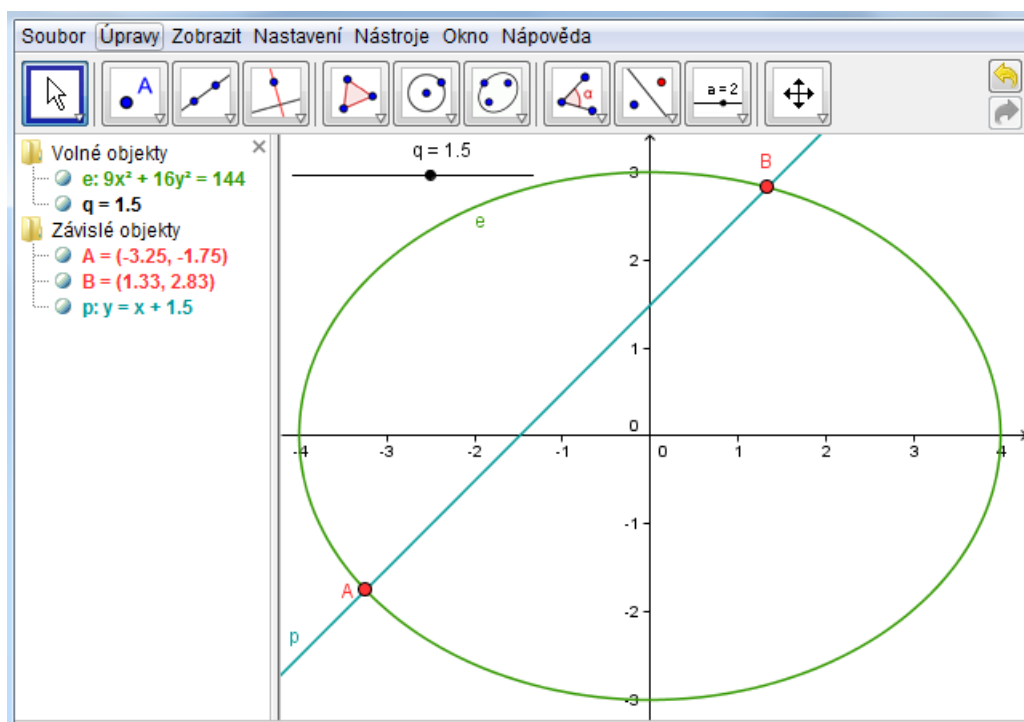 Soubor Úpravy Zobrazit Nastavení Nástroje Okno Nápověda
A
α
a = 2
Volné objekty
e: 9x² + 16y² = 144
q = 1.5
Závislé objekty
A = (-3.25, -1.75)
B = (1.33, 2.83)
p: y = x + 1.5
q = 1.5
B
3
e
2
1
0
-4 -3 -2 -1 0 1 2 3 4
-1
A
-2
p
-3